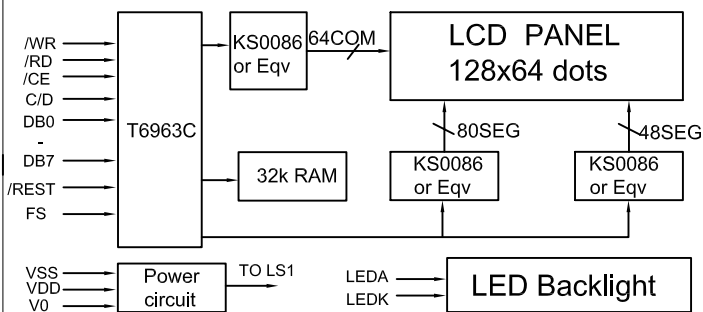 /WR
/RD
/CE
C/D
DB0
-
DB7
/REST
FS
T6963C
KS0086
or Eqv
64COM
LCD PANEL
128x64 dots
80SEG
48SEG
32k RAM
KS0086
or Eqv
KS0086
or Eqv
VSS
VDD
V0
Power
circuit
TO LS1
LEDA
LEDK
LED Backlight